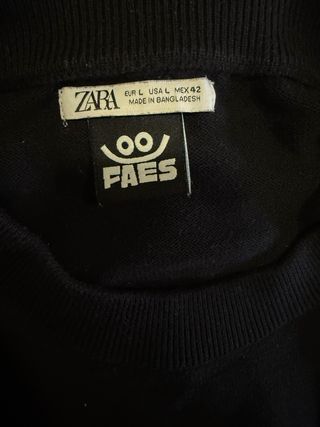 ZARA
EUR L USA L MEX 42
MADE IN BANGLADESH
FAES